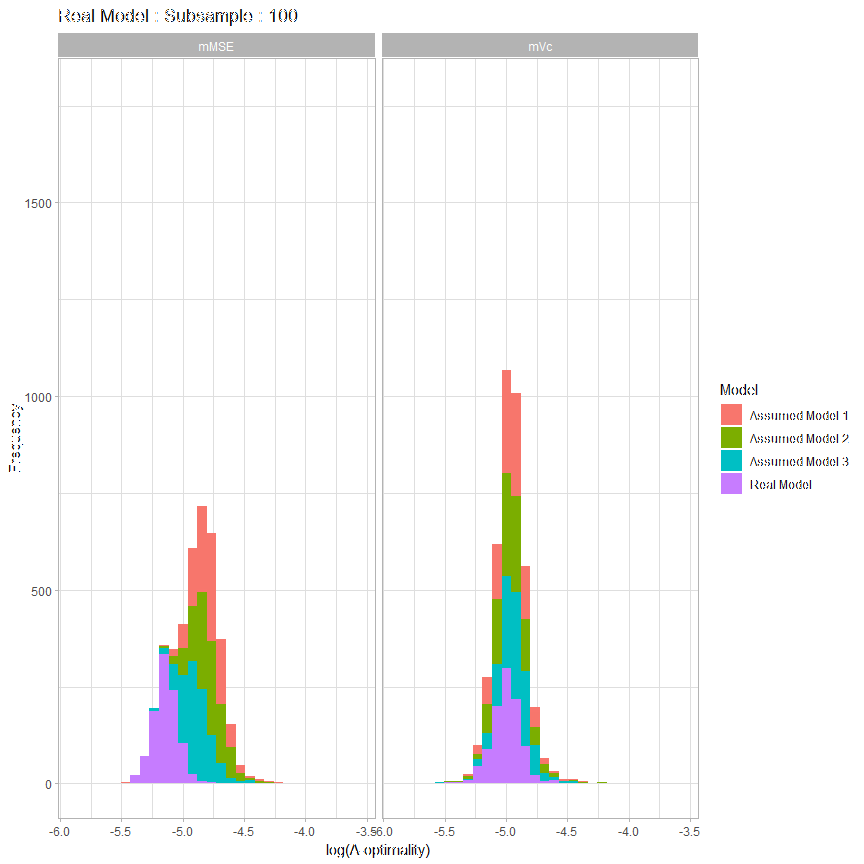 Real Model :: Subsample :: 100
mMSE
mVc
Frequency
1500
1000
500
0
-6.0 -5.5 -5.0 -4.5 -4.0 -3.5
-6.0 -5.5 -5.0 -4.5 -4.0 -3.5
log(A-optimality)
Model
Assumed Model 1
Assumed Model 2
Assumed Model 3
Real Model